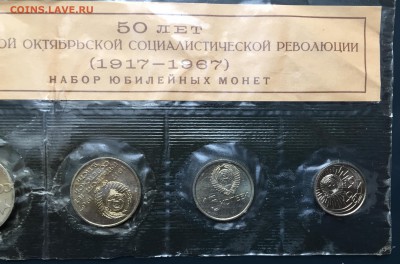 COINS.LAVE.RU
50 ЛЕТ
ОЙ ОКТЯБРЬСКОЙ СОЦИАЛИСТИЧЕСКОЙ РЕВОЛЮЦИИ
(1917—1967)
НАБОР ЮБИЛЕЙНЫХ МОНЕТ